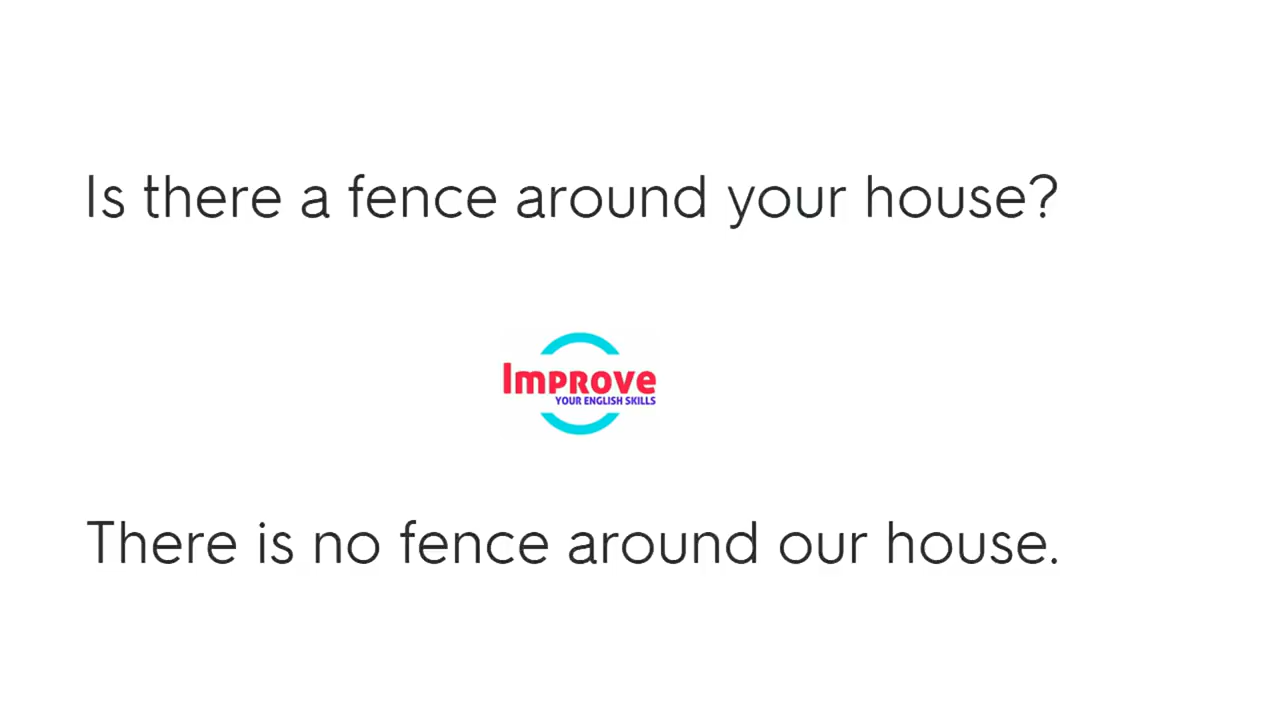 Is there a fence around your house?
Improve
YOUR ENGLISH SKILLS
There is no fence around our house.